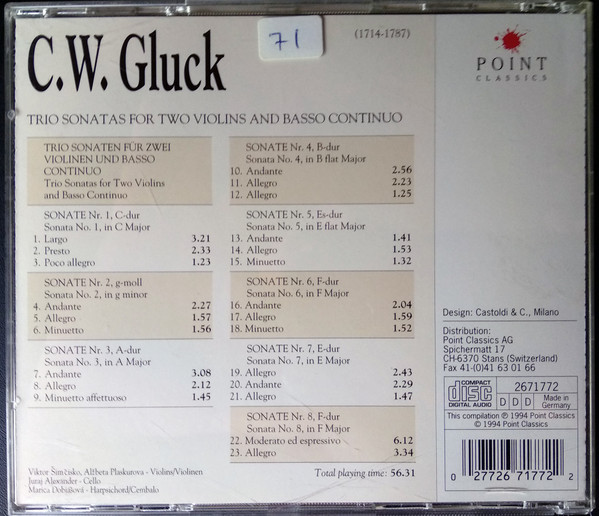 C.W. Gluck
71
(1714-1787)
POINT
CLASSICS
TRIO SONATAS FOR TWO VIOLINS AND BASSO CONTINUO
TRIO SONATEN FÜR ZWEI
VIOLINEN UND BASSO
CONTINUO
Trio Sonatas for Two Violins
and Basso Continuo
SONATE Nr. 1, C-dur
Sonata No. 1, in C Major
1. Largo 3.21
2. Presto 2.33
3. Poco allegro 1.23
SONATE Nr. 2, g-moll
Sonata No. 2, in g minor
4. Andante 2.27
5. Allegro 1.57
6. Minuetto 1.56
SONATE Nr. 3, A-dur
Sonata No. 3, in A Major
7. Andante 3.08
8. Allegro 2.12
9. Minuetto affettuoso 1.45
SONATE Nr. 4, B-dur
Sonata No. 4, in B flat Major
10. Andante 2.56
11. Allegro 2.23
12. Allegro 1.25
SONATE Nr. 5, Es-dur
Sonata No. 5, in E flat Major
13. Andante 1.41
14. Allegro 1.53
15. Minuetto 1.32
SONATE Nr. 6, F-dur
Sonata No. 6, in F Major
16. Andante 2.04
17. Allegro 1.59
18. Minuetto 1.52
SONATE Nr. 7, E-dur
Sonata No. 7, in E Major
19. Allegro 2.43
20. Andante 2.29
21. Allegro 1.47
SONATE Nr. 8, F-dur
Sonata No. 8, in F Major
22. Moderato ed espressivo 6.12
23. Allegro 3.34
Viktor Šimčisko, Alžbeta Plaskurova - Violins/Violinen
Juraj Alexander - Cello
Marica Dobiášová - Harpsichord/Cembalo
Total playing time: 56.31
Design: Castoldi & C., Milano
Distribution:
Point Classics AG
Spichermatt 17
CH-6370 Stans (Switzerland)
Fax 41-(0)41 63 01 66
COMPACT
disc
DIGITAL AUDIO
2671772
D D D
Made in
Germany
This compilation ℗ 1994 Point Classics
© 1994 Point Classics
0 27726 71772 2